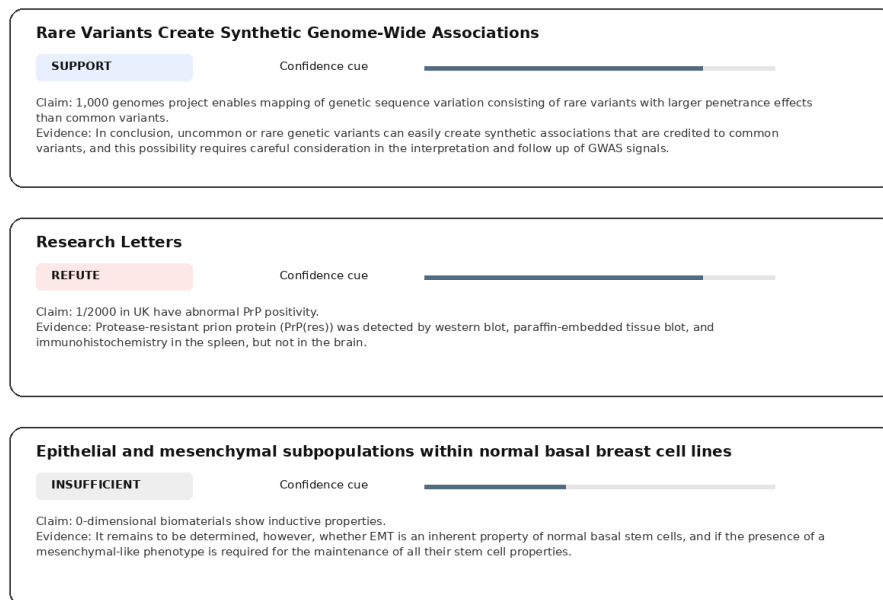 Rare Variants Create Synthetic Genome-Wide Associations
SUPPORT
Confidence cue
Claim: 1,000 genomes project enables mapping of genetic sequence variation consisting of rare variants with larger penetrance effects
than common variants.
Evidence: In conclusion, uncommon or rare genetic variants can easily create synthetic associations that are credited to common
variants, and this possibility requires careful consideration in the interpretation and follow up of GWAS signals.
Research Letters
REFUTE
Confidence cue
Claim: 1/2000 in UK have abnormal PrP positivity.
Evidence: Protease-resistant prion protein (PrP(res)) was detected by western blot, paraffin-embedded tissue blot, and
immunohistochemistry in the spleen, but not in the brain.
Epithelial and mesenchymal subpopulations within normal basal breast cell lines
INSUFFICIENT
Confidence cue
Claim: 0-dimensional biomaterials show inductive properties.
Evidence: It remains to be determined, however, whether EMT is an inherent property of normal basal stem cells, and if the presence of a
mesenchymal-like phenotype is required for the maintenance of all their stem cell properties.